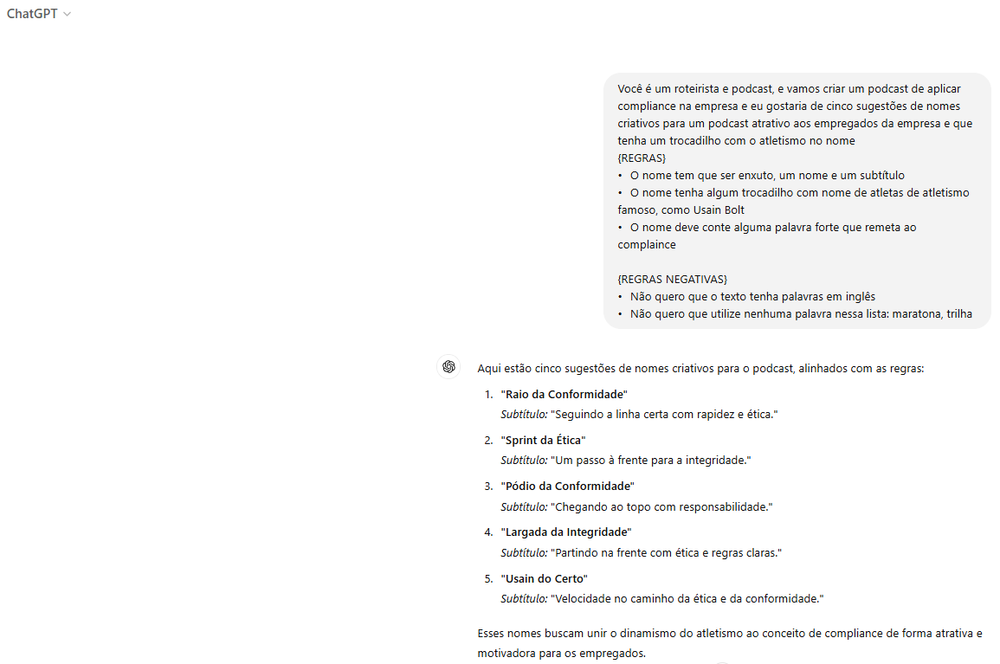 ChatGPT
Você é um roteirista e podcast, e vamos criar um podcast de aplicar
compliance na empresa e eu gostaria de cinco sugestões de nomes
criativos para um podcast atrativo aos empregados da empresa e que
tenha um trocadilho com o atletismo no nome
{REGRAS}
• O nome tem que ser enxuto, um nome e um subtítulo
• O nome tenha algum trocadilho com nome de atletas de atletismo
famoso, como Usain Bolt
• O nome deve conte alguma palavra forte que remeta ao
complaince
{REGRAS NEGATIVAS}
• Não quero que o texto tenha palavras em inglês
• Não quero que utilize nenhuma palavra nessa lista: maratona, trilha
Aqui estão cinco sugestões de nomes criativos para o podcast, alinhados com as regras:
1. "Raio da Conformidade"
Subtítulo: "Seguindo a linha certa com rapidez e ética."
2. "Sprint da Ética"
Subtítulo: "Um passo à frente para a integridade."
3. "Pódio da Conformidade"
Subtítulo: "Chegando ao topo com responsabilidade."
4. "Largada da Integridade"
Subtítulo: "Partindo na frente com ética e regras claras."
5. "Usain do Certo"
Subtítulo: "Velocidade no caminho da ética e da conformidade."
Esses nomes buscam unir o dinamismo do atletismo ao conceito de compliance de forma atrativa e
motivadora para os empregados.